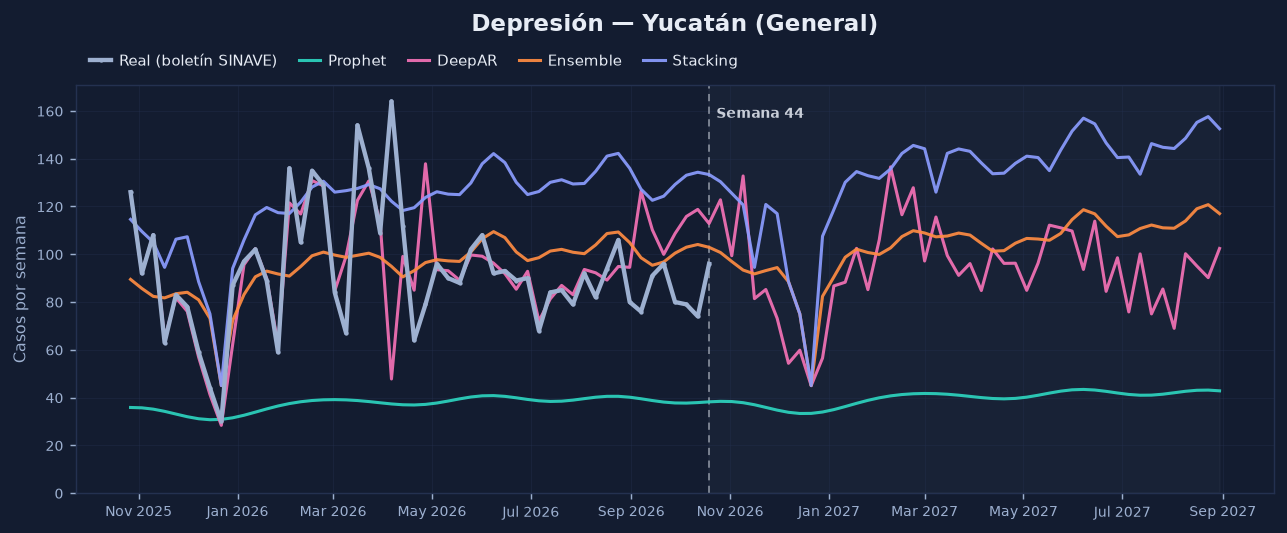 Depresión — Yucatán (General)
Real (boletín SINAVE) Prophet DeepAR Ensemble Stacking
Semana 44
Casos por semana
160
140
120
100
80
60
40
20
0
Nov 2025 Jan 2026 Mar 2026 May 2026 Jul 2026 Sep 2026 Nov 2026 Jan 2027 Mar 2027 May 2027 Jul 2027 Sep 2027